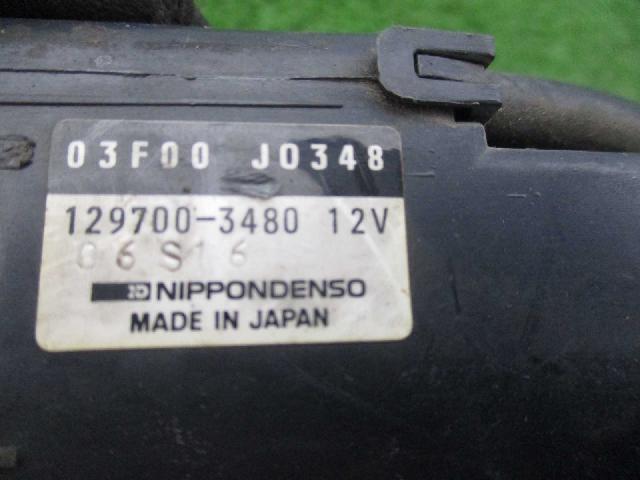 03F00 J0348
129700-3480 12V
06S16
NIPPONDENSO
MADE IN JAPAN